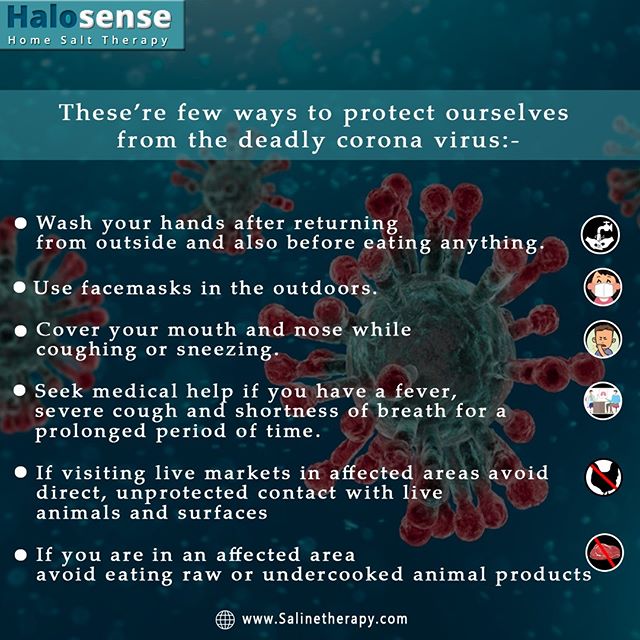 Halosense
Home Salt Therapy
These're few ways to protect ourselves
from the deadly corona virus:-
Wash your hands after returning
from outside and also before eating anything.
Use facemasks in the outdoors.
Cover your mouth and nose while
coughing or sneezing.
Seek medical help if you have a fever,
severe cough and shortness of breath for a
prolonged period of time.
If visiting live markets in affected areas avoid
direct, unprotected contact with live
animals and surfaces
If you are in an affected area
avoid eating raw or undercooked animal products
www.Salinetherapy.com